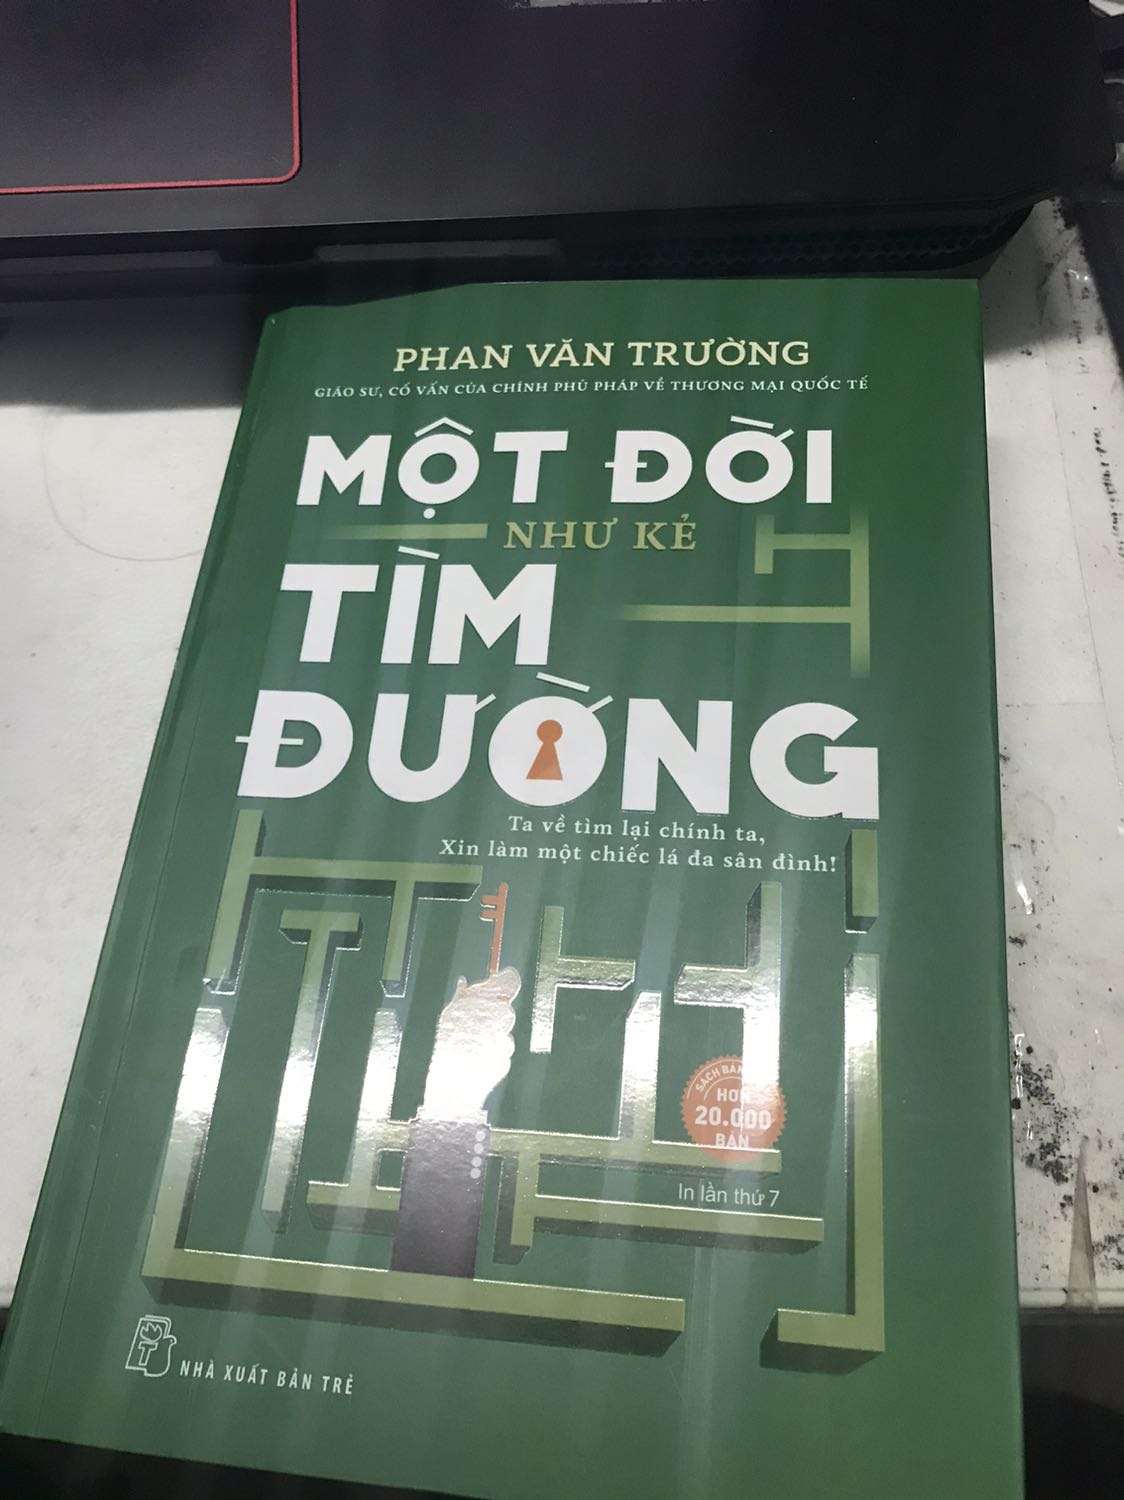 PHAN VĂN TRƯỜNG
GIÁO SƯ, CỐ VẤN CỦA CHÍNH PHỦ PHÁP VỀ THƯƠNG MẠI QUỐC TẾ
MỘT ĐỜI
NHƯ KẺ
TÌM
ĐƯỜNG
Ta về tìm lại chính ta,
Xin làm một chiếc lá đa sân đình!
SÁCH BÁN
HƠN
20.000
BẢN
In lần thứ 7
T
NHÀ XUẤT BẢN TRẺ